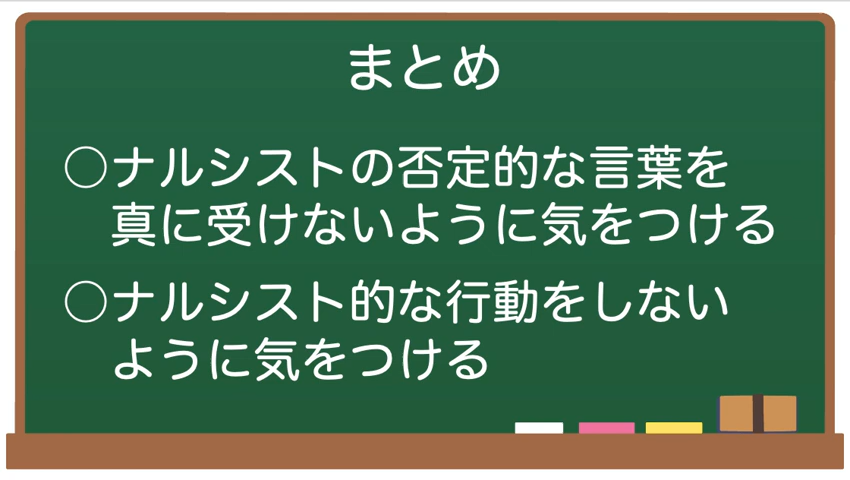 まとめ
○ナルシストの否定的な言葉を
真に受けないように気をつける
○ナルシスト的な行動をしない
ように気をつける